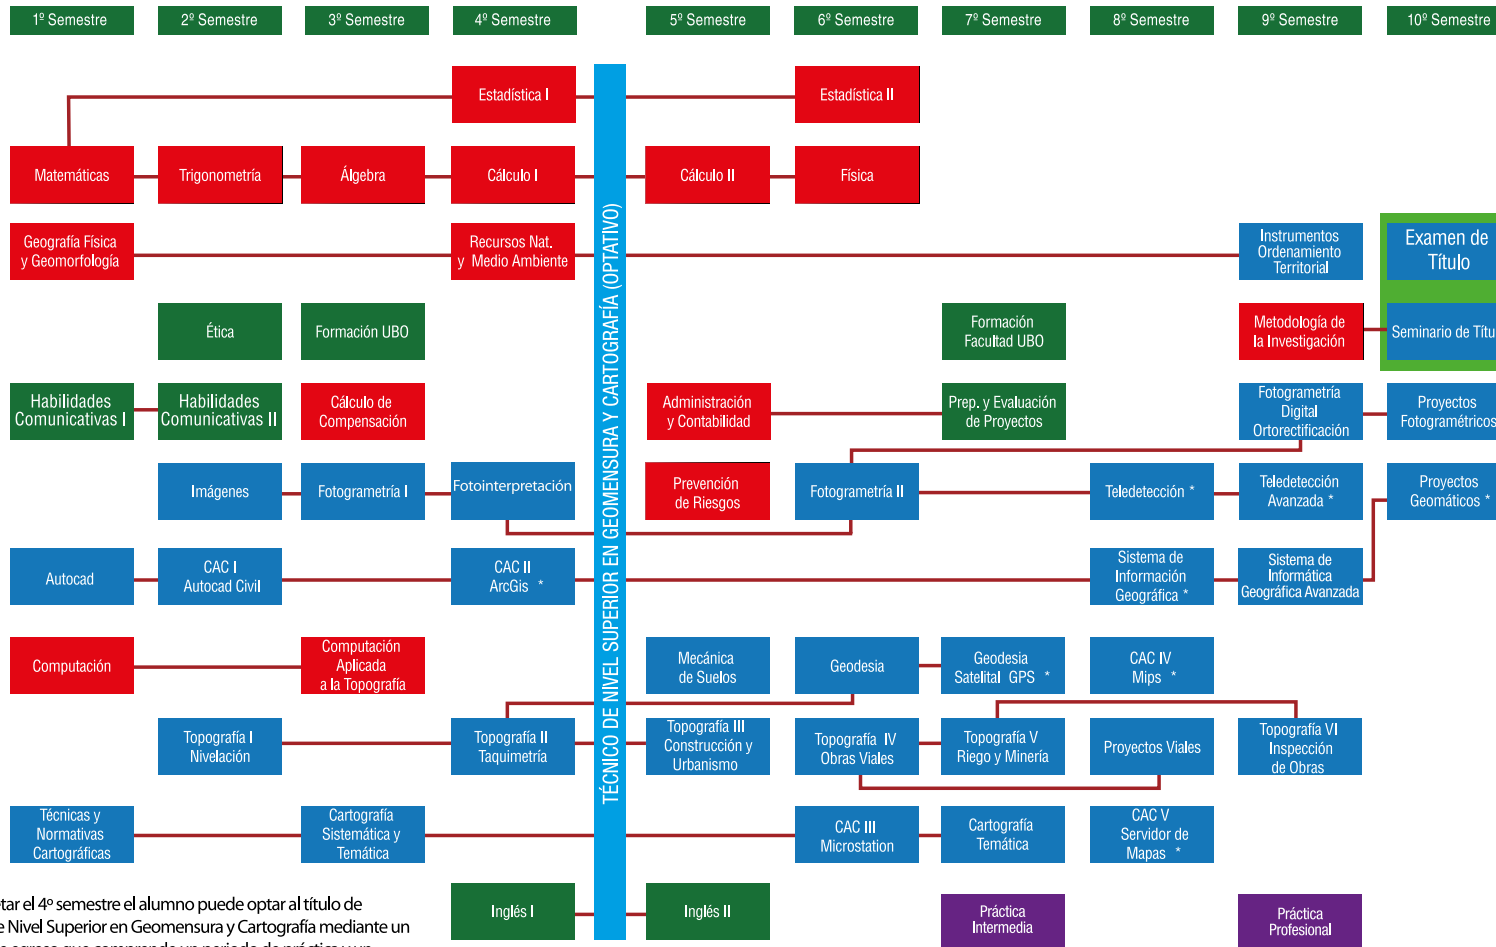 1º Semestre
2º Semestre
3º Semestre
4º Semestre
5º Semestre
6º Semestre
7º Semestre
8º Semestre
9º Semestre
10º Semestre
Estadística I
Estadística II
Matemáticas
Trigonometría
Álgebra
Cálculo I
Cálculo II
Física
Geografía Física
y Geomorfología
Recursos Nat.
y Medio Ambiente
Instrumentos
Ordenamiento
Territorial
Examen de
Título
Ética
Formación UBO
Formación
Facultad UBO
Metodología de
la Investigación
Seminario de Títu
Habilidades
Comunicativas I
Habilidades
Comunicativas II
Cálculo de
Compensación
Administración
y Contabilidad
Prep. y Evaluación
de Proyectos
Fotogrametría
Digital
Ortorectificación
Proyectos
Fotogramétricos
Imágenes
Fotogrametría I
Fotointerpretación
Prevención
de Riesgos
Fotogrametría II
Teledetección *
Teledetección
Avanzada *
Proyectos
Geomáticos *
Autocad
CAC I
Autocad Civil
CAC II
ArcGis *
Sistema de
Información
Geográfica *
Sistema de
Informática
Geográfica Avanzada
Computación
Computación
Aplicada
a la Topografía
Mecánica
de Suelos
Geodesia
Geodesia
Satelital GPS *
CAC IV
Mips *
Topografía I
Nivelación
Topografía II
Taquimetría
Topografía III
Construcción y
Urbanismo
Topografía IV
Obras Viales
Topografía V
Riego y Minería
Proyectos Viales
Topografía VI
Inspección
de Obras
Técnicas y
Normativas
Cartográficas
Cartografía
Sistemática y
Temática
CAC III
Microstation
Cartografía
Temática
CAC V
Servidor de
Mapas *
Inglés I
Inglés II
Práctica
Intermedia
Práctica
Profesional
TÉCNICO DE NIVEL SUPERIOR EN GEOMENSURA Y CARTOGRAFÍA (OPTATIVO)
tar el 4º semestre el alumno puede optar al título de
e Nivel Superior en Geomensura y Cartografía mediante un